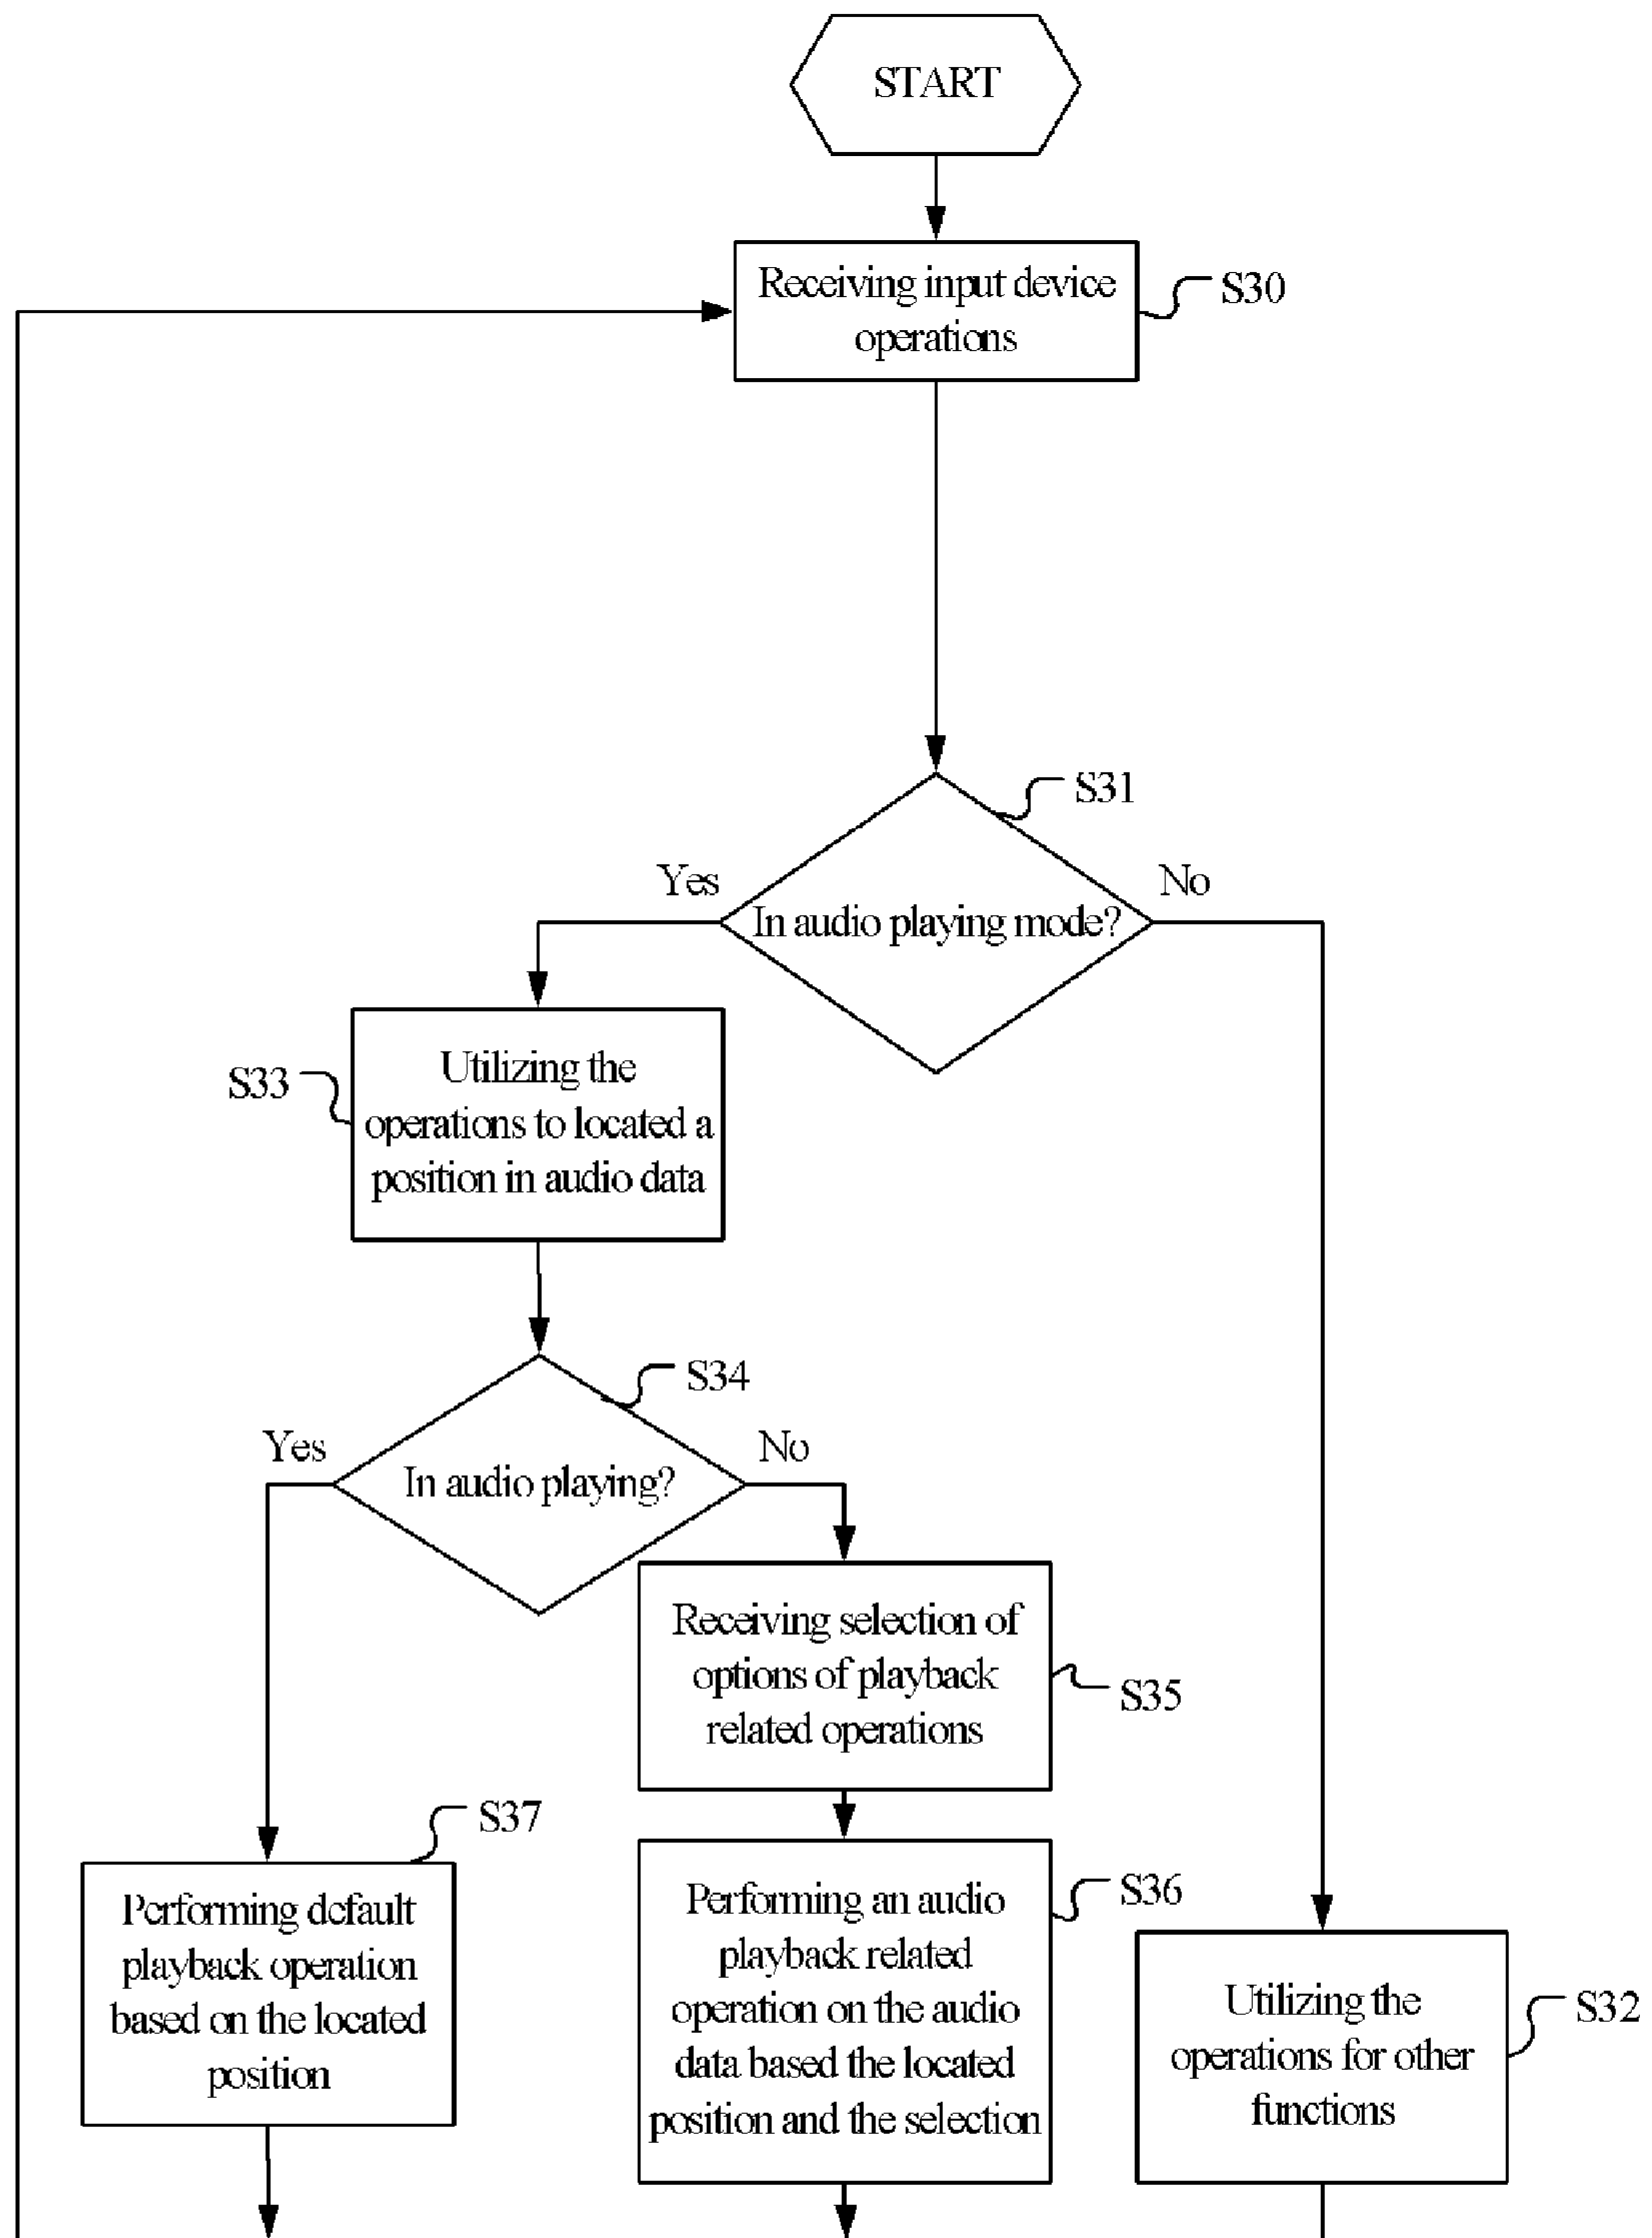 START
Receiving input device
operations
S30
S31
Yes
No
In audio playing mode?
S33
Utilizing the
operations to located a
position in audio data
S34
Yes
No
In audio playing?
Receiving selection of
options of playback
related operations
S35
S37
Performing default
playback operation
based on the located
position
Performing an audio
playback related
operation on the audio
data based the located
position and the selection
S36
Utilizing the
operations for other
functions
S32